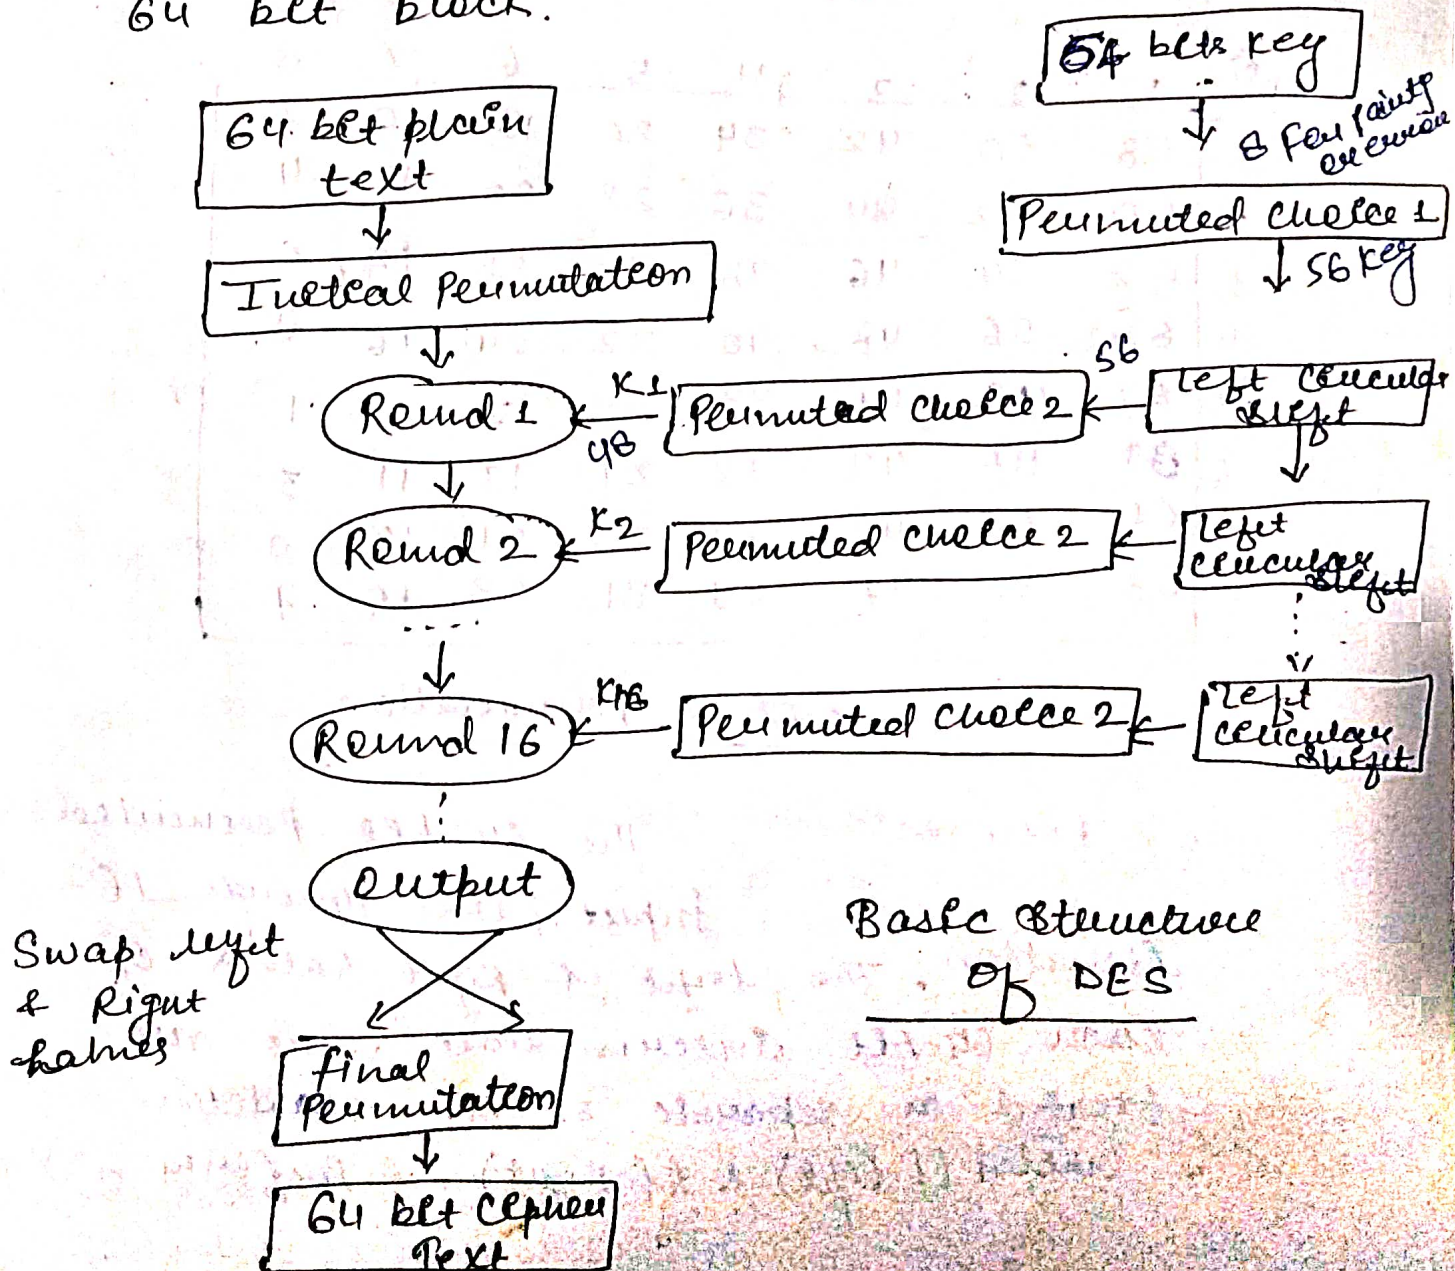 64 bit block.
64 bit plain
text
Initial Permutation
Round 1
Round 2
....
Round 16
Output
Swap left
& Right
halves
final
Permutation
64 bit Cipher
Text
K1
48
Permuted choice 2
56
left circular
shift
K2
Permuted choice 2
left
circular
shift
K16
Permuted choice 2
left
circular
shift
bits key
8 for parity
Permuted choice 1
56 key
Basic Structure
Of DES